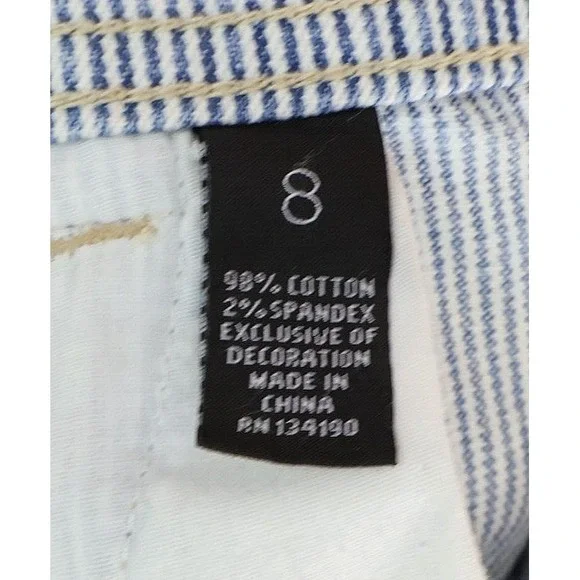 8
98% COTTON
2% SPANDEX
EXCLUSIVE OF
DECORATION
MADE IN
CHINA
RN 134190